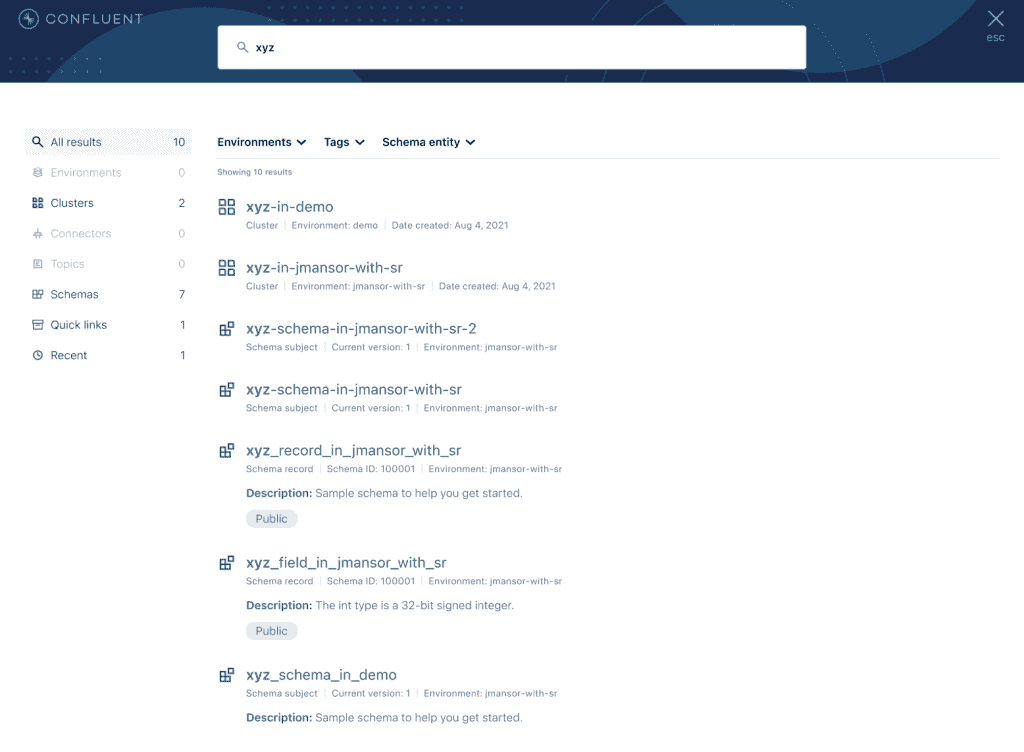 CONFLUENT
xyz
esc
All results 10
Environments 0
Clusters 2
Connectors 0
Topics 0
Schemas 7
Quick links 1
Recent 1
Environments Tags Schema entity
Showing 10 results
xyz-in-demo
Cluster Environment: demo Date created: Aug 4, 2021
xyz-in-jmansor-with-sr
Cluster Environment: jmansor-with-sr Date created: Aug 4, 2021
xyz-schema-in-jmansor-with-sr-2
Schema subject Current version: 1 Environment: jmansor-with-sr
xyz-schema-in-jmansor-with-sr
Schema subject Current version: 1 Environment: jmansor-with-sr
xyz_record_in_jmansor_with_sr
Schema record Schema ID: 100001 Environment: jmansor-with-sr
Description: Sample schema to help you get started.
Public
xyz_field_in_jmansor_with_sr
Schema record Schema ID: 100001 Environment: jmansor-with-sr
Description: The int type is a 32-bit signed integer.
Public
xyz_schema_in_demo
Schema subject Current version: 1 Environment: jmansor-with-sr
Description: Sample schema to help you get started.